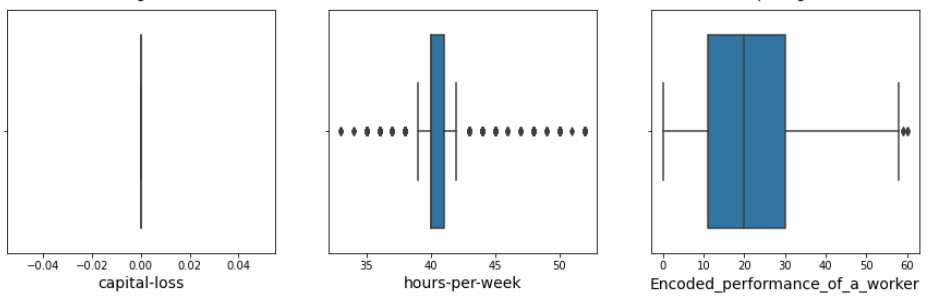 −0.04 −0.02 0.00 0.02 0.04
capital-loss
35 40 45 50
hours-per-week
0 10 20 30 40 50 60
Encoded_performance_of_a_worker